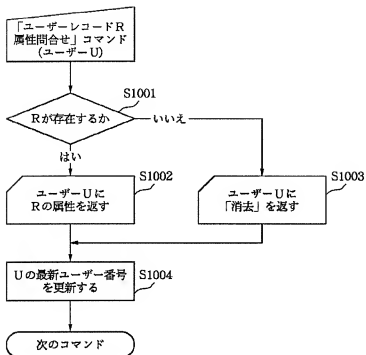 「ユーザーレコードR
属性問合せ」コマンド
(ユーザーU)
S1001
Rが存在するか
いいえ
はい
S1002
ユーザーUに
Rの属性を返す
S1003
ユーザーUに
「消去」を返す
Uの最新ユーザー番号
を更新する
S1004
次のコマンド